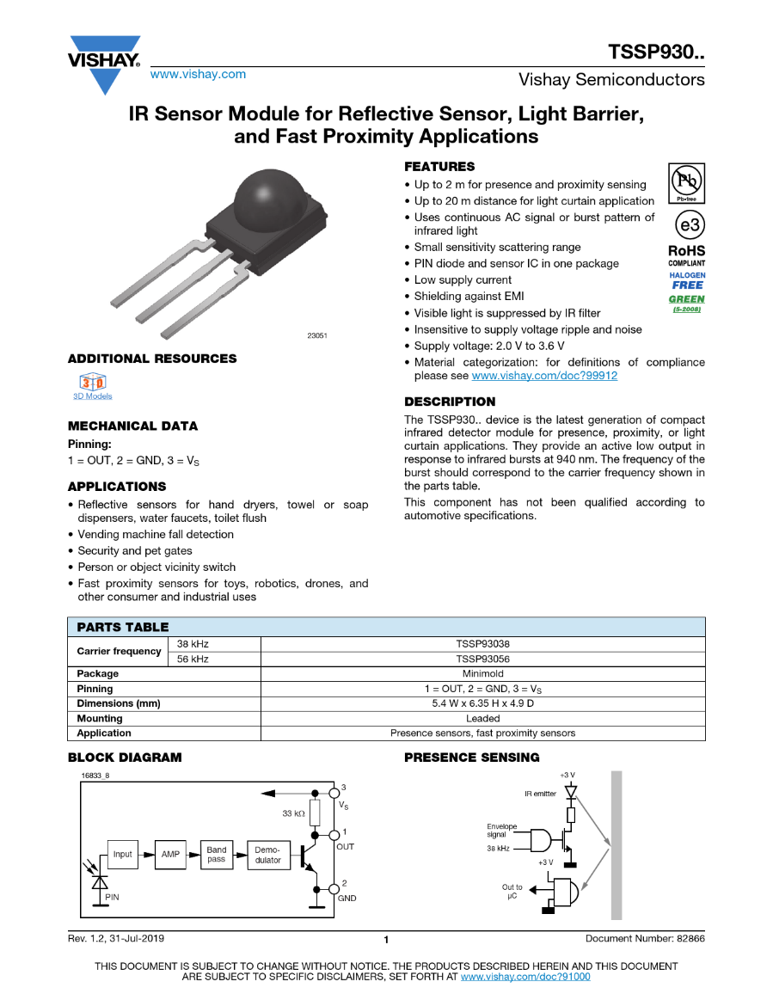 VISHAY®
www.vishay.com
TSSP930..
Vishay Semiconductors
IR Sensor Module for Reflective Sensor, Light Barrier,
and Fast Proximity Applications
23051
ADDITIONAL RESOURCES
3D
3D Models
MECHANICAL DATA
Pinning:
1 = OUT, 2 = GND, 3 = VS
APPLICATIONS
• Reflective sensors for hand dryers, towel or soap
dispensers, water faucets, toilet flush
• Vending machine fall detection
• Security and pet gates
• Person or object vicinity switch
• Fast proximity sensors for toys, robotics, drones, and
other consumer and industrial uses
FEATURES
• Up to 2 m for presence and proximity sensing
• Up to 20 m distance for light curtain application
• Uses continuous AC signal or burst pattern of
infrared light
• Small sensitivity scattering range
• PIN diode and sensor IC in one package
• Low supply current
• Shielding against EMI
• Visible light is suppressed by IR filter
• Insensitive to supply voltage ripple and noise
• Supply voltage: 2.0 V to 3.6 V
• Material categorization: for definitions of compliance
please see www.vishay.com/doc?99912
Pb
Pb-free
e3
RoHS
COMPLIANT
HALOGEN
FREE
GREEN
(5-2008)
DESCRIPTION
The TSSP930.. device is the latest generation of compact
infrared detector module for presence, proximity, or light
curtain applications. They provide an active low output in
response to infrared bursts at 940 nm. The frequency of the
burst should correspond to the carrier frequency shown in
the parts table.
This component has not been qualified according to
automotive specifications.
PARTS TABLE
Carrier frequency 38 kHz TSSP93038
56 kHz TSSP93056
Package Minimold
Pinning 1 = OUT, 2 = GND, 3 = VS
Dimensions (mm) 5.4 W x 6.35 H x 4.9 D
Mounting Leaded
Application Presence sensors, fast proximity sensors
BLOCK DIAGRAM
16833_8
3
VS
33 kΩ
1
OUT
Input
AMP
Band
pass
Demo-
dulator
2
GND
PIN
PRESENCE SENSING
+3 V
IR emitter
Envelope
signal
38 kHz
+3 V
Out to
µC
Rev. 1.2, 31-Jul-2019
1
Document Number: 82866
THIS DOCUMENT IS SUBJECT TO CHANGE WITHOUT NOTICE. THE PRODUCTS DESCRIBED HEREIN AND THIS DOCUMENT
ARE SUBJECT TO SPECIFIC DISCLAIMERS, SET FORTH AT www.vishay.com/doc?91000